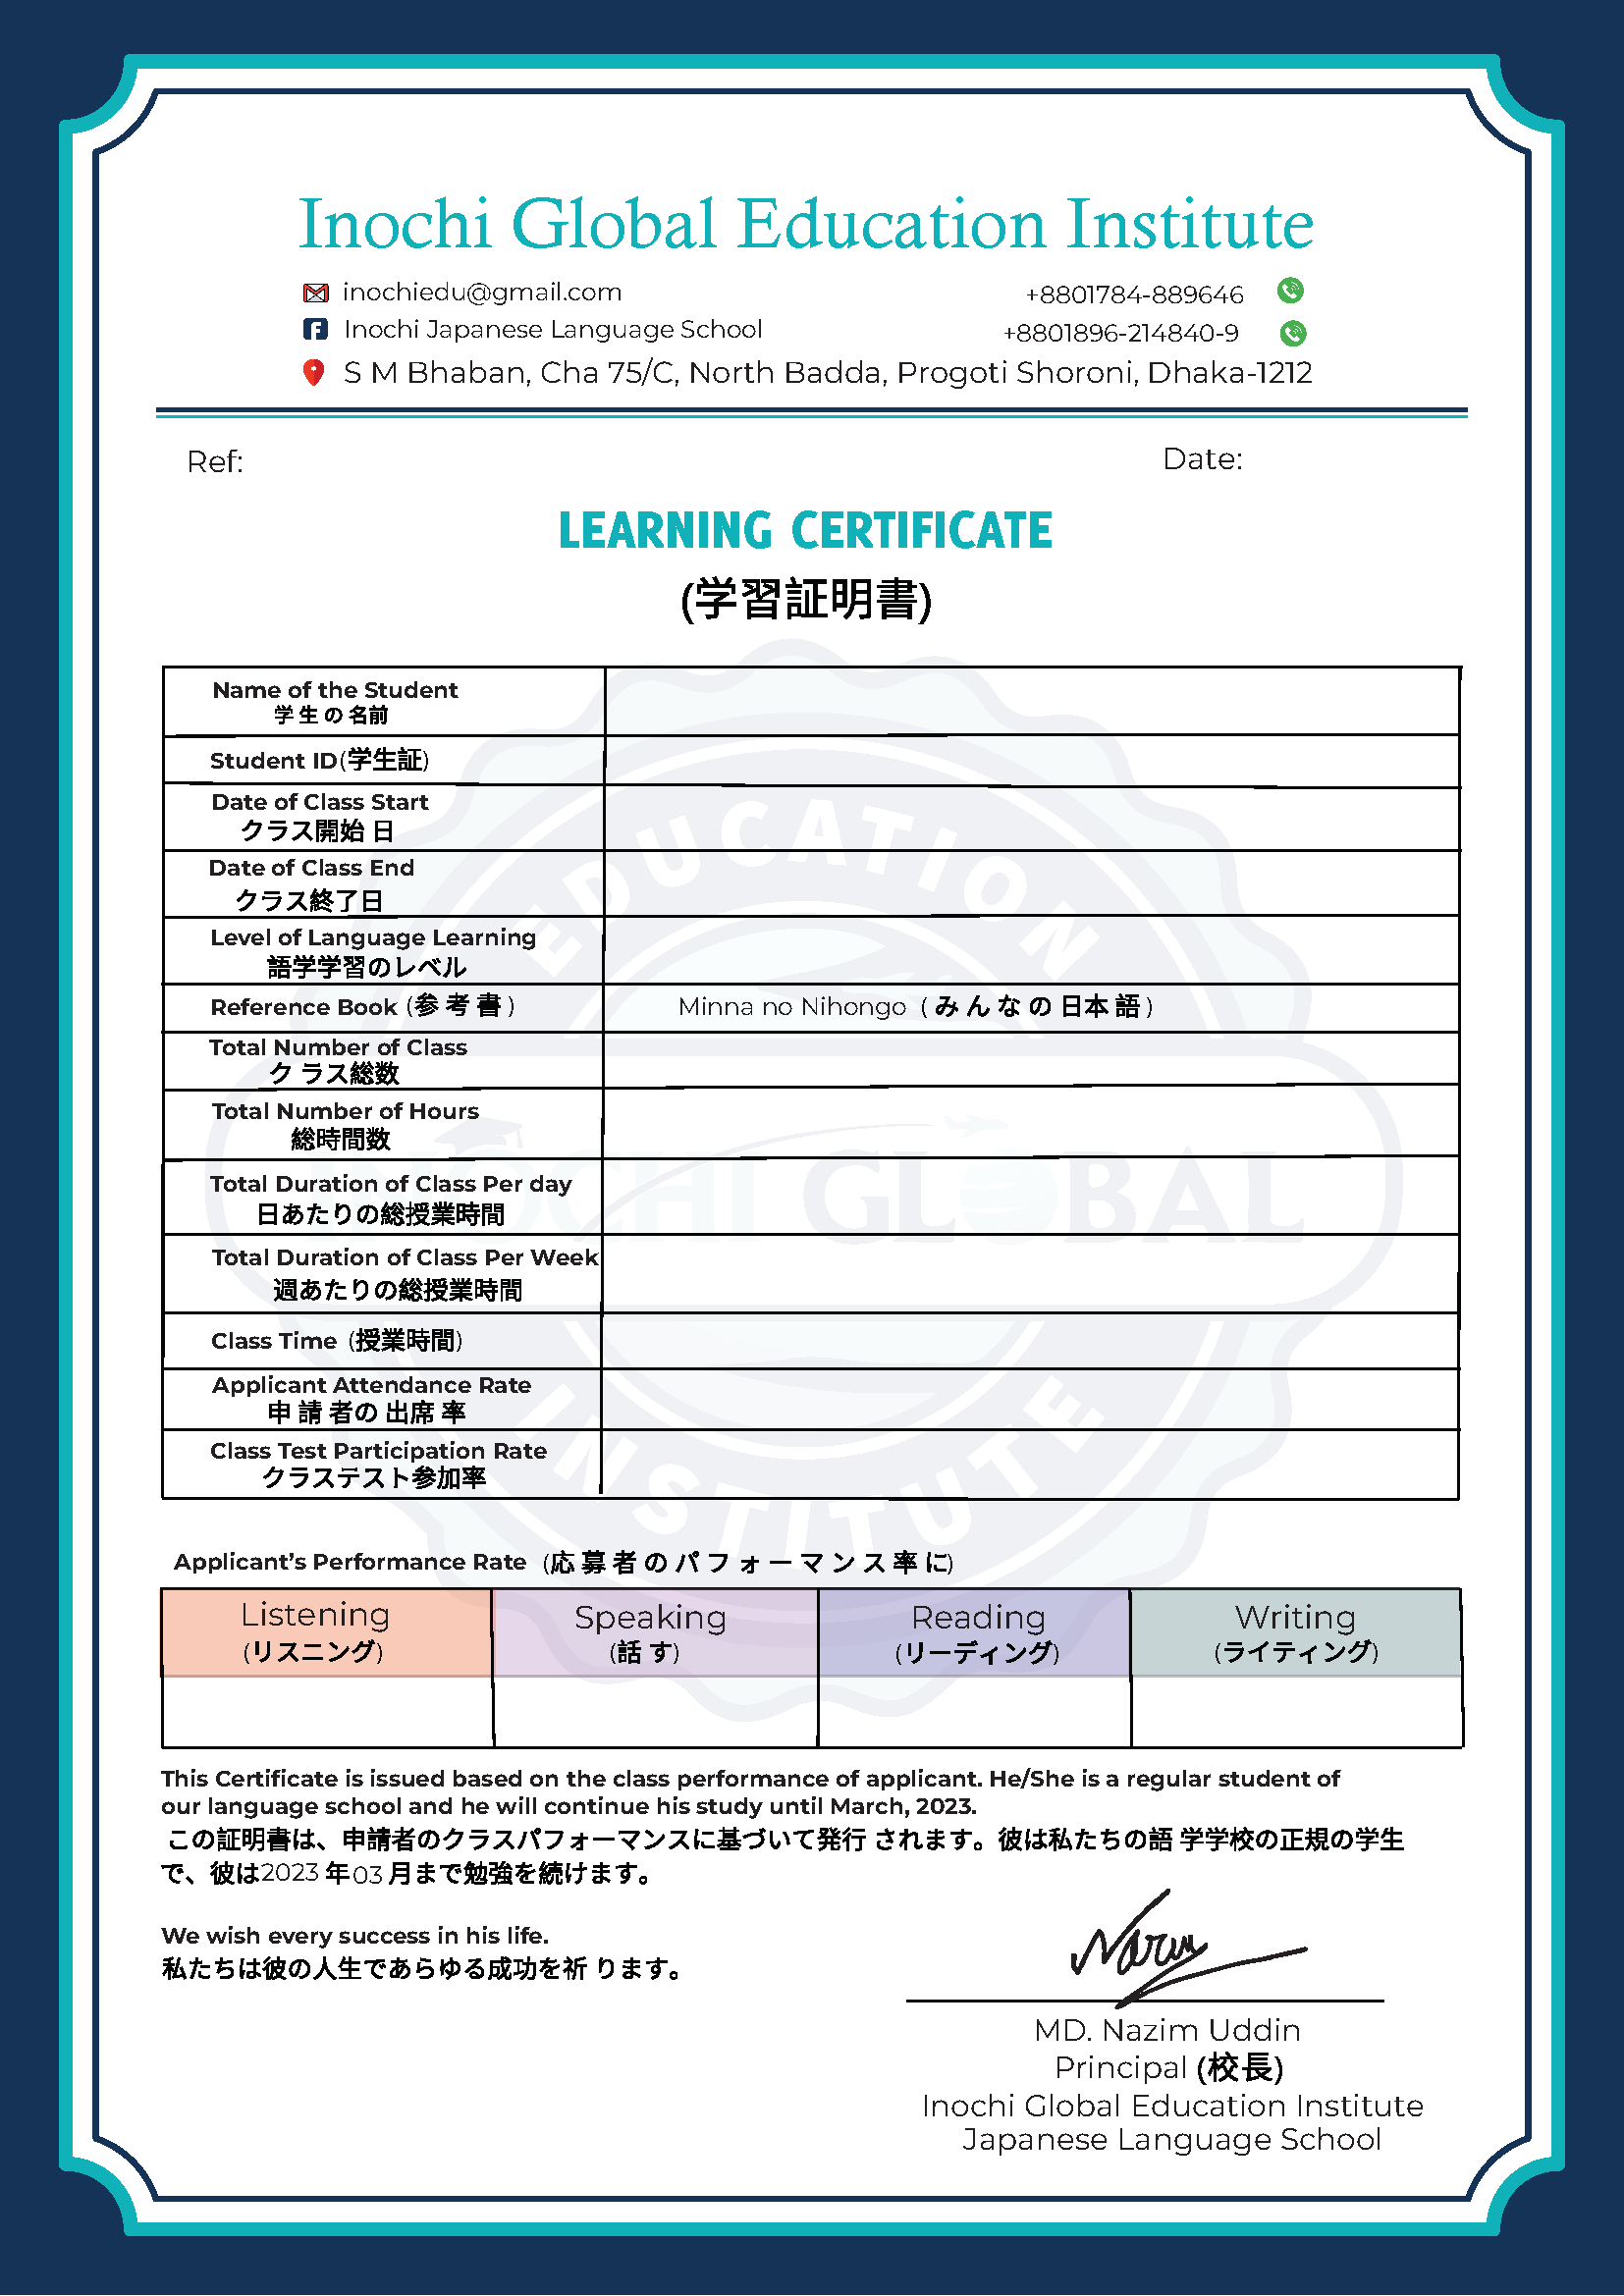 Inochi Global Education Institute
inochiedu@gmail.com
+8801784-889646
Inochi Japanese Language School
+8801896-214840-9
S M Bhaban, Cha 75/C, North Badda, Progoti Shoroni, Dhaka-1212
Ref:
Date:
LEARNING CERTIFICATE
(学習証明書)
Name of the Student
学生の名前
Student ID(学生証)
Date of Class Start
クラス開始 日
Date of Class End
クラス終了日
Level of Language Learning
語学学習のレベル
Reference Book (参考書)
Minna no Nihongo (みんなの日本語)
Total Number of Class
クラス総数
Total Number of Hours
総時間数
Total Duration of Class Per day
日あたりの総授業時間
Total Duration of Class Per Week
週あたりの総授業時間
Class Time (授業時間)
Applicant Attendance Rate
申請者の出席率
Class Test Participation Rate
クラステスト参加率
EDUCATION
INOCHI GLOBAL
INSTITUTE
Applicant's Performance Rate (応募者のパフォーマンス率に)
Listening
(リスニング)
Speaking
(話す)
Reading
(リーディング)
Writing
(ライティング)
This Certificate is issued based on the class performance of applicant. He/She is a regular student of
our language school and he will continue his study until March, 2023.
この証明書は、申請者のクラスパフォーマンスに基づいて発行 されます。彼は私たちの語 学学校の正規の学生
で、彼は2023 年03 月まで勉強を続けます。
We wish every success in his life.
私たちは彼の人生であらゆる成功を祈 ります。
MD. Nazim Uddin
Principal (校長)
Inochi Global Education Institute
Japanese Language School